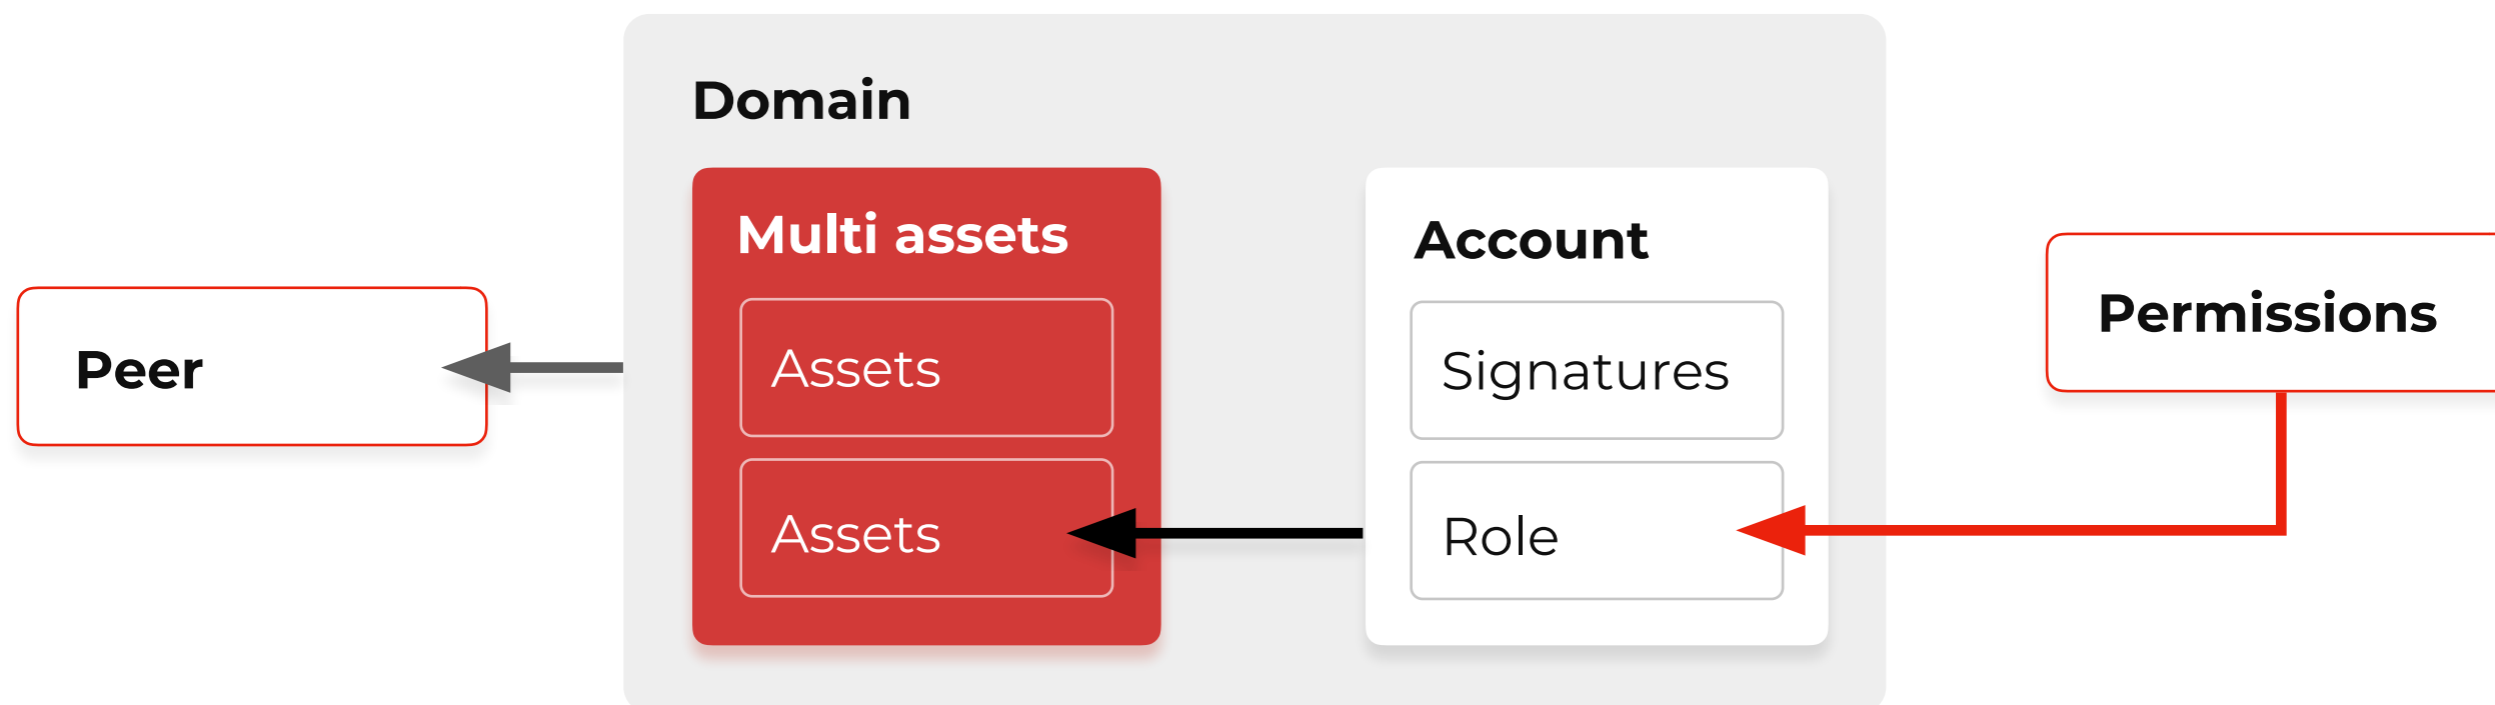 Domain
Multi assets
Assets
Assets
Account
Signatures
Role
Peer
Permissions